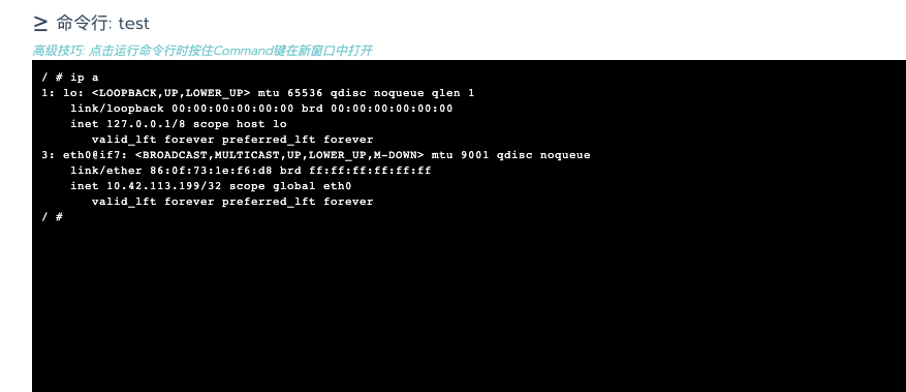 ≥ 命令行: test
高级技巧: 点击运行命令行时按住Command键在新窗口中打开
/ # ip a
1: lo: <LOOPBACK,UP,LOWER_UP> mtu 65536 qdisc noqueue qlen 1
    link/loopback 00:00:00:00:00:00 brd 00:00:00:00:00:00
    inet 127.0.0.1/8 scope host lo
       valid_lft forever preferred_lft forever
3: eth0@if7: <BROADCAST,MULTICAST,UP,LOWER_UP,M-DOWN> mtu 9001 qdisc noqueue
    link/ether 86:0f:73:1e:f6:d8 brd ff:ff:ff:ff:ff:ff
    inet 10.42.113.199/32 scope global eth0
       valid_lft forever preferred_lft forever
/ #